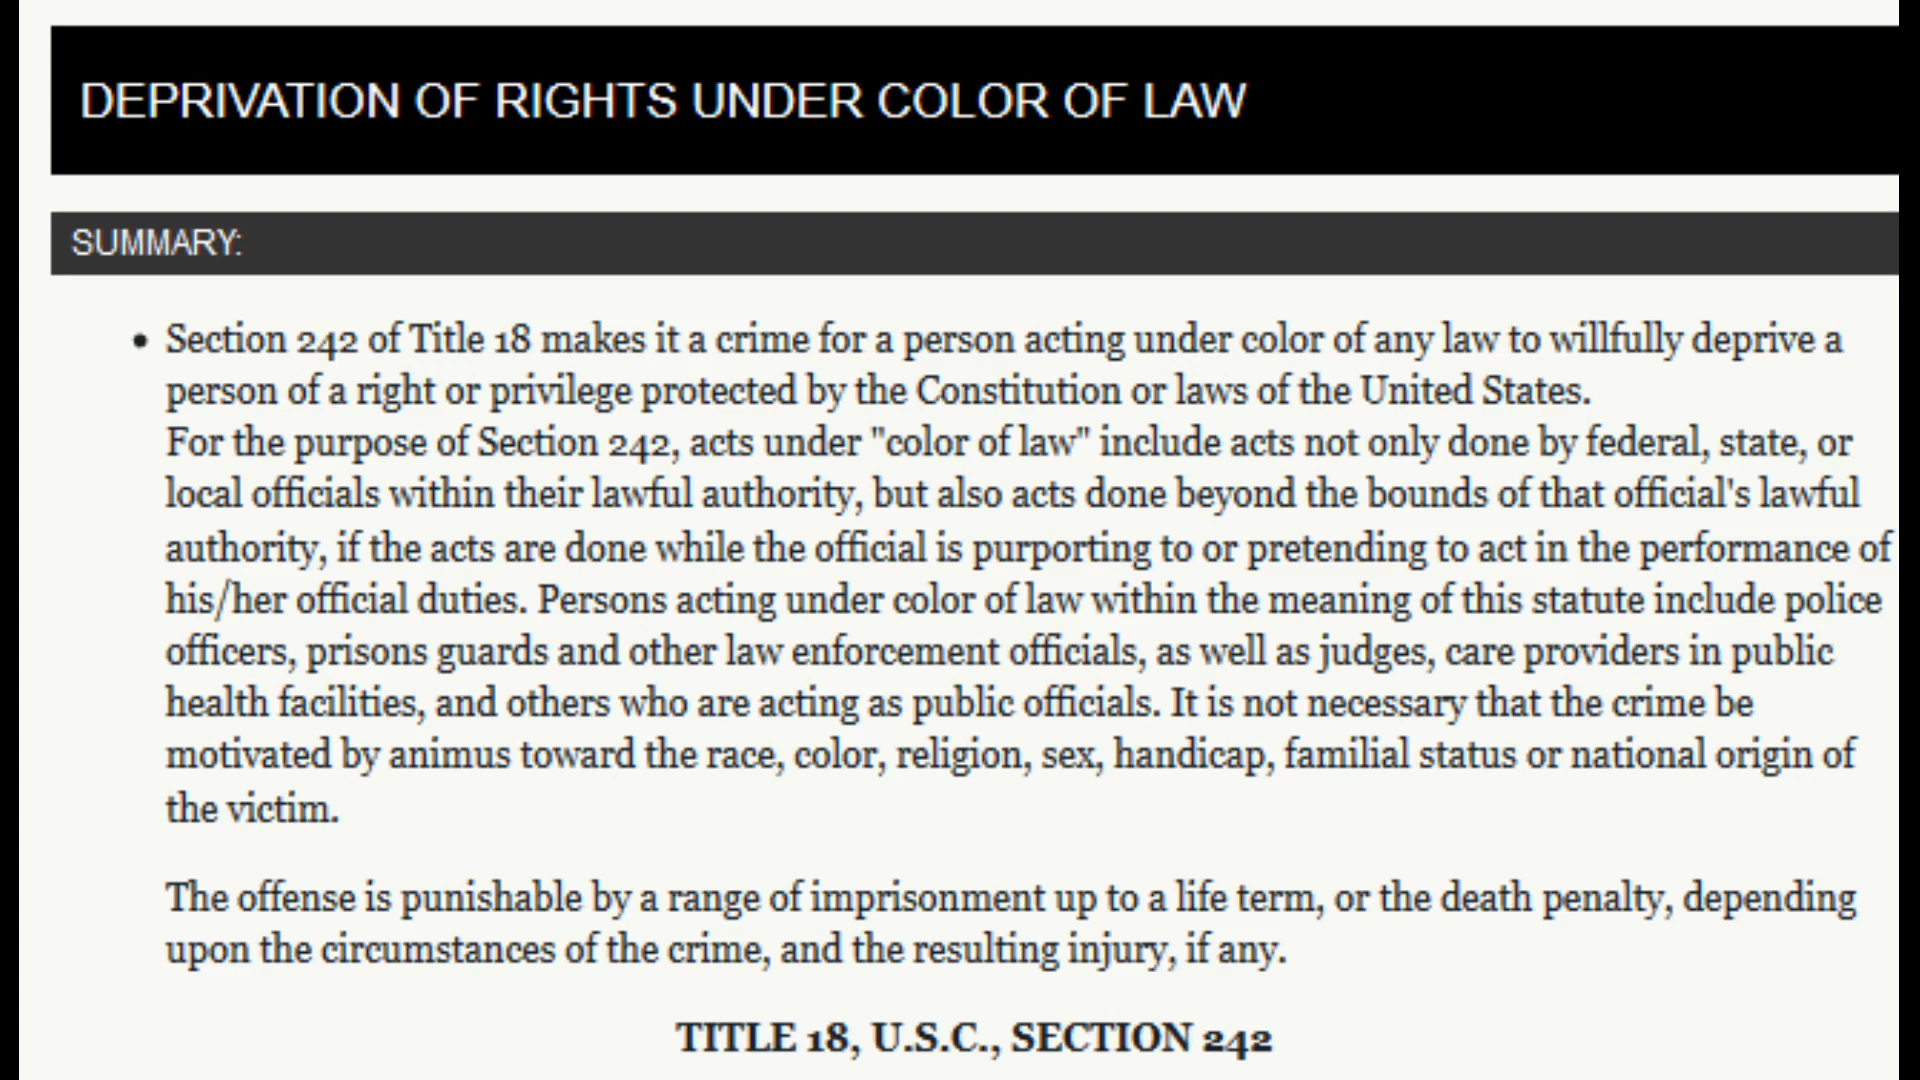 DEPRIVATION OF RIGHTS UNDER COLOR OF LAW
SUMMARY:
• Section 242 of Title 18 makes it a crime for a person acting under color of any law to willfully deprive a
person of a right or privilege protected by the Constitution or laws of the United States.
For the purpose of Section 242, acts under "color of law" include acts not only done by federal, state, or
local officials within their lawful authority, but also acts done beyond the bounds of that official's lawful
authority, if the acts are done while the official is purporting to or pretending to act in the performance of
his/her official duties. Persons acting under color of law within the meaning of this statute include police
officers, prisons guards and other law enforcement officials, as well as judges, care providers in public
health facilities, and others who are acting as public officials. It is not necessary that the crime be
motivated by animus toward the race, color, religion, sex, handicap, familial status or national origin of
the victim.
The offense is punishable by a range of imprisonment up to a life term, or the death penalty, depending
upon the circumstances of the crime, and the resulting injury, if any.
TITLE 18, U.S.C., SECTION 242